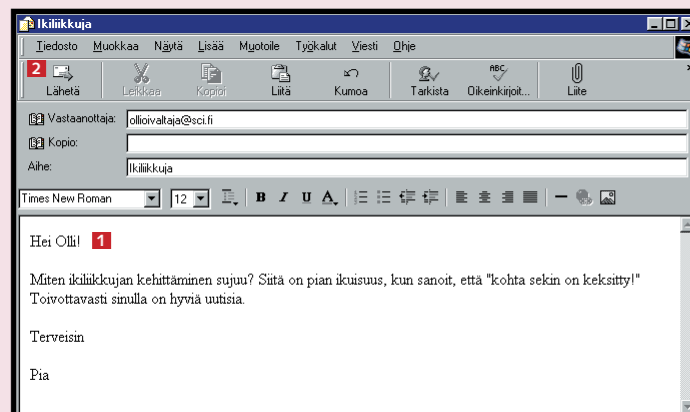 Ikiliikkuja
Tiedosto Muokkaa Näytä Lisää Muotoile Työkalut Viesti Ohje
2
Lähetä Leikkaa Kopioi Liitä Kumoa Tarkista Oikeinkirjoit... Liite
ABC
Vastaanottaja: ollioivaltaja@sci.fi
Kopio:
Aihe: Ikiliikkuja
Times New Roman 12 B I U A
Hei Olli! 1
Miten ikiliikkujan kehittäminen sujuu? Siitä on pian ikuisuus, kun sanoit, että "kohta sekin on keksitty!"
Toivottavasti sinulla on hyviä uutisia.
Terveisin
Pia